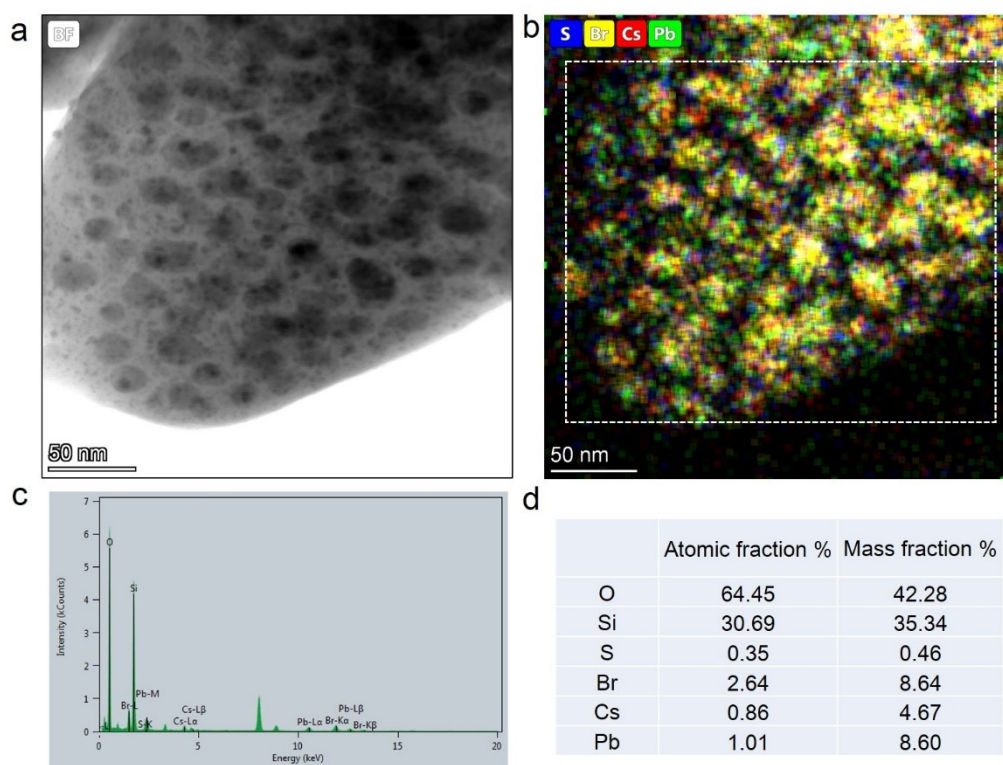 a
BF
50 nm
b
S Br Cs Pb
50 nm
c
Intensity (kCounts)
7
6
5
4
3
2
1
0
O
Si
Pb-M
Br-L
S-K
Cs-Lβ
Cs-Lα
Pb-Lβ
Pb-Lα
Br-Kα
Br-Kβ
0 5 10 15 20
Energy (keV)
d
Atomic fraction % Mass fraction %
O 64.45 42.28
Si 30.69 35.34
S 0.35 0.46
Br 2.64 8.64
Cs 0.86 4.67
Pb 1.01 8.60